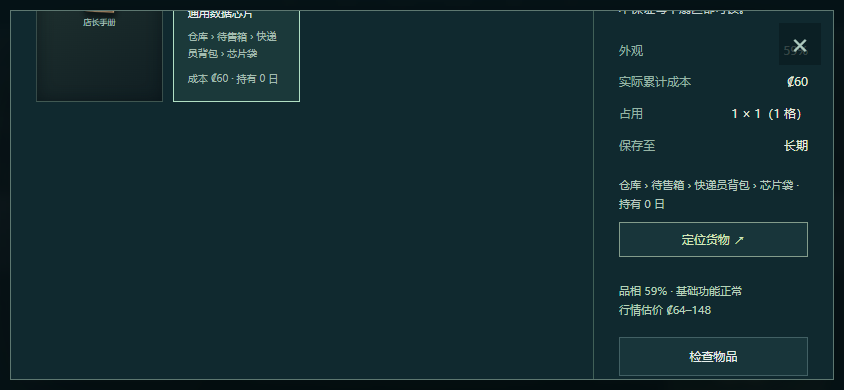 店长手册
通用数据芯片
仓库 › 待售箱 › 快递
员背包 › 芯片袋
成本 ₡60 · 持有 0 日
外观
59%
实际累计成本
₡60
占用
1 × 1（1 格）
保存至
长期
仓库 › 待售箱 › 快递员背包 › 芯片袋 ·
持有 0 日
定位货物 ↗
品相 59% · 基础功能正常
行情估价 ₡64–148
检查物品